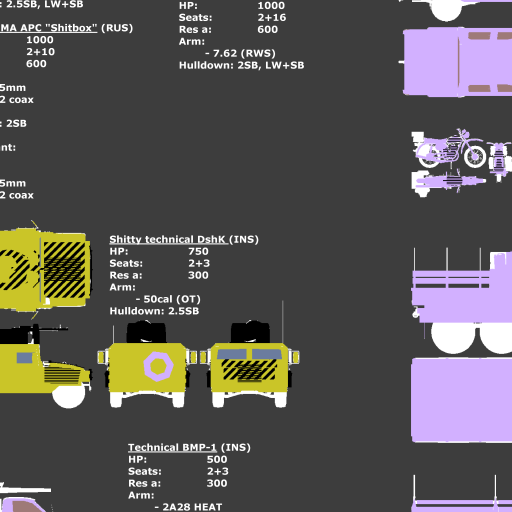 : 2.5SB, LW+SB
MA APC "Shitbox" (RUS)
1000
2+10
600
5mm
2 coax
: 2SB
nt:
5mm
2 coax
HP: 1000
Seats: 2+16
Res a: 600
Arm:
- 7.62 (RWS)
Hulldown: 2SB, LW+SB
Shitty technical DshK (INS)
HP: 750
Seats: 2+3
Res a: 300
Arm:
- 50cal (OT)
Hulldown: 2.5SB
Technical BMP-1 (INS)
HP: 500
Seats: 2+3
Res a: 300
Arm:
- 2A28 HEAT